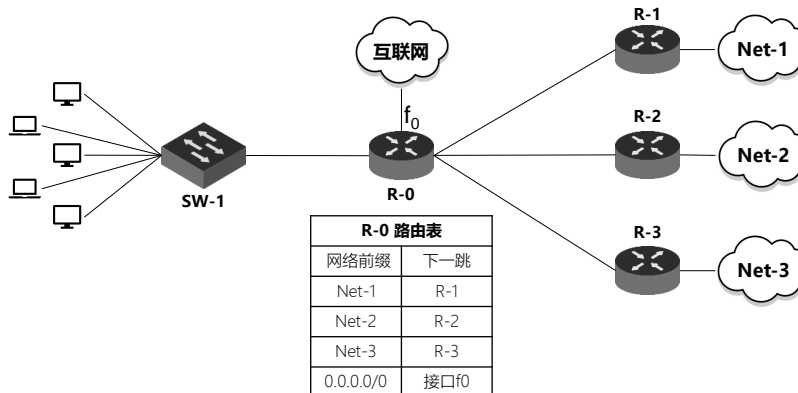 R-1
互联网
Net-1
f0
R-2
Net-2
SW-1
R-0
R-3
Net-3
R-0 路由表
网络前缀 下一跳
Net-1 R-1
Net-2 R-2
Net-3 R-3
0.0.0.0/0 接口f0